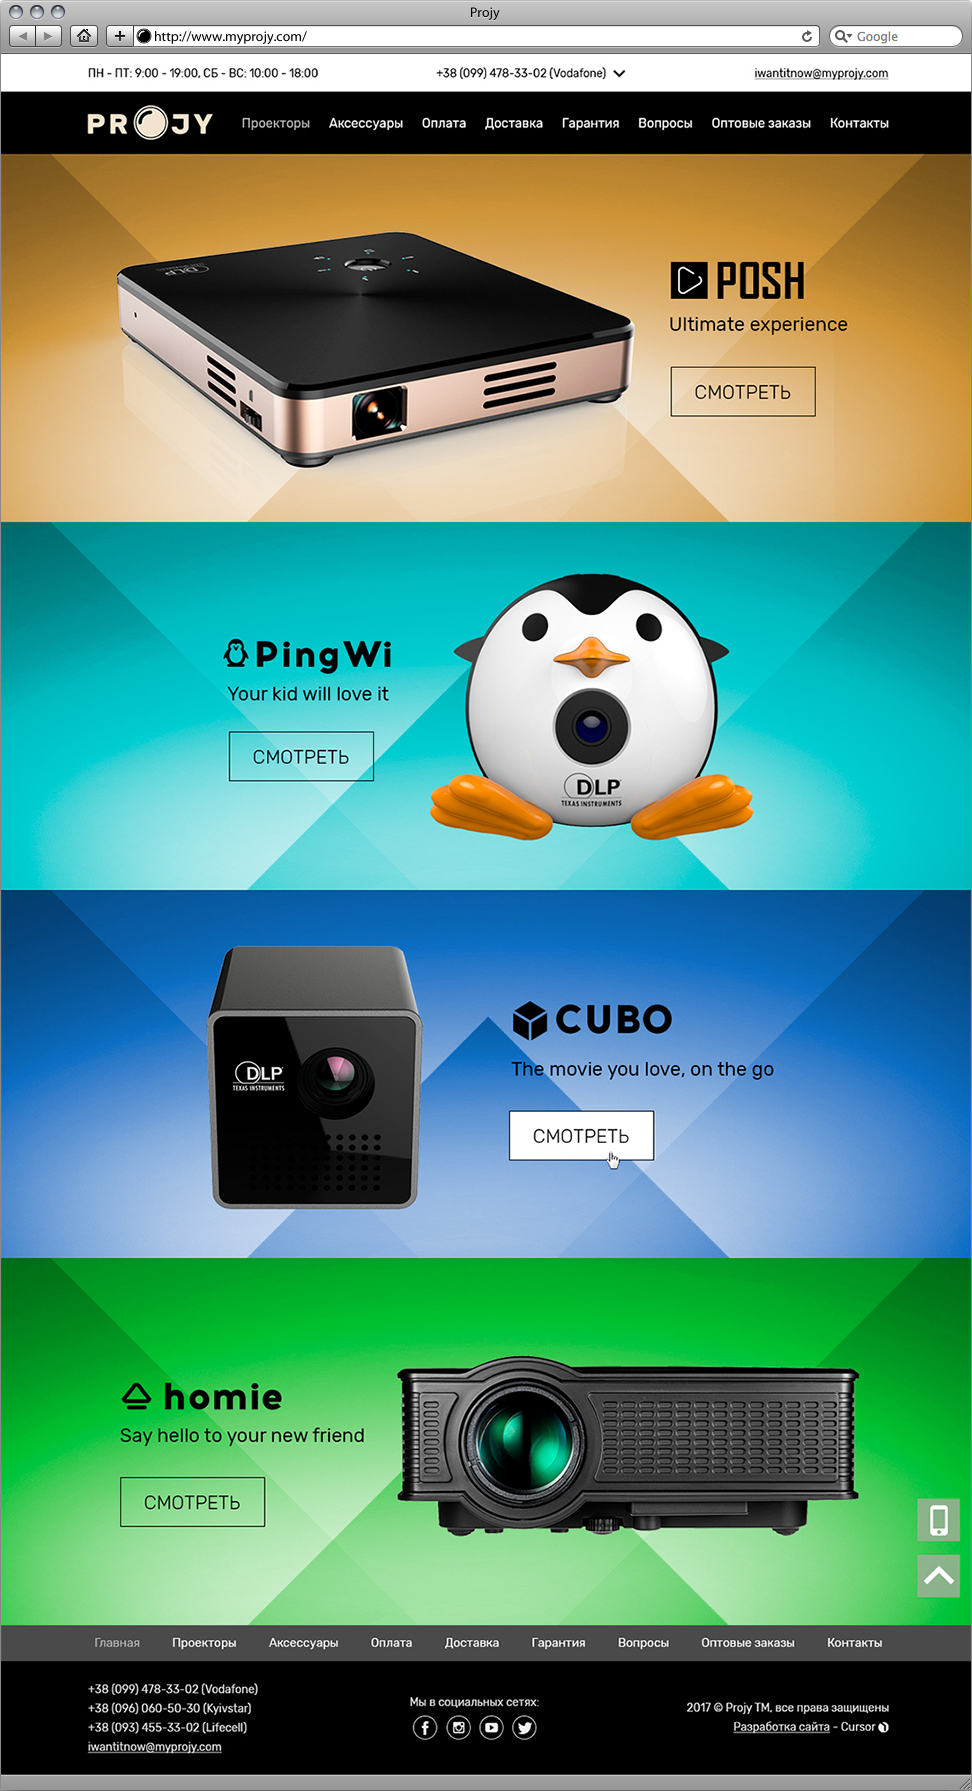 Projy
http://www.myprojy.com/
Google
ПН - ПТ: 9:00 - 19:00, СБ - ВС: 10:00 - 18:00
+38 (099) 478-33-02 (Vodafone)
iwantitnow@myprojy.com
PROJY
Проекторы
Аксессуары
Оплата
Доставка
Гарантия
Вопросы
Оптовые заказы
Контакты
DLP
POSH
Ultimate experience
СМОТРЕТЬ
PingWi
Your kid will love it
СМОТРЕТЬ
DLP
TEXAS INSTRUMENTS
DLP
TEXAS INSTRUMENTS
CUBO
The movie you love, on the go
СМОТРЕТЬ
homie
Say hello to your new friend
СМОТРЕТЬ
Главная
Проекторы
Аксессуары
Оплата
Доставка
Гарантия
Вопросы
Оптовые заказы
Контакты
+38 (099) 478-33-02 (Vodafone)
+38 (096) 060-50-30 (Kyivstar)
+38 (093) 455-33-02 (Lifecell)
iwantitnow@myprojy.com
Мы в социальных сетях:
2017 © Projy TM, все права защищены
Разработка сайта - Cursor